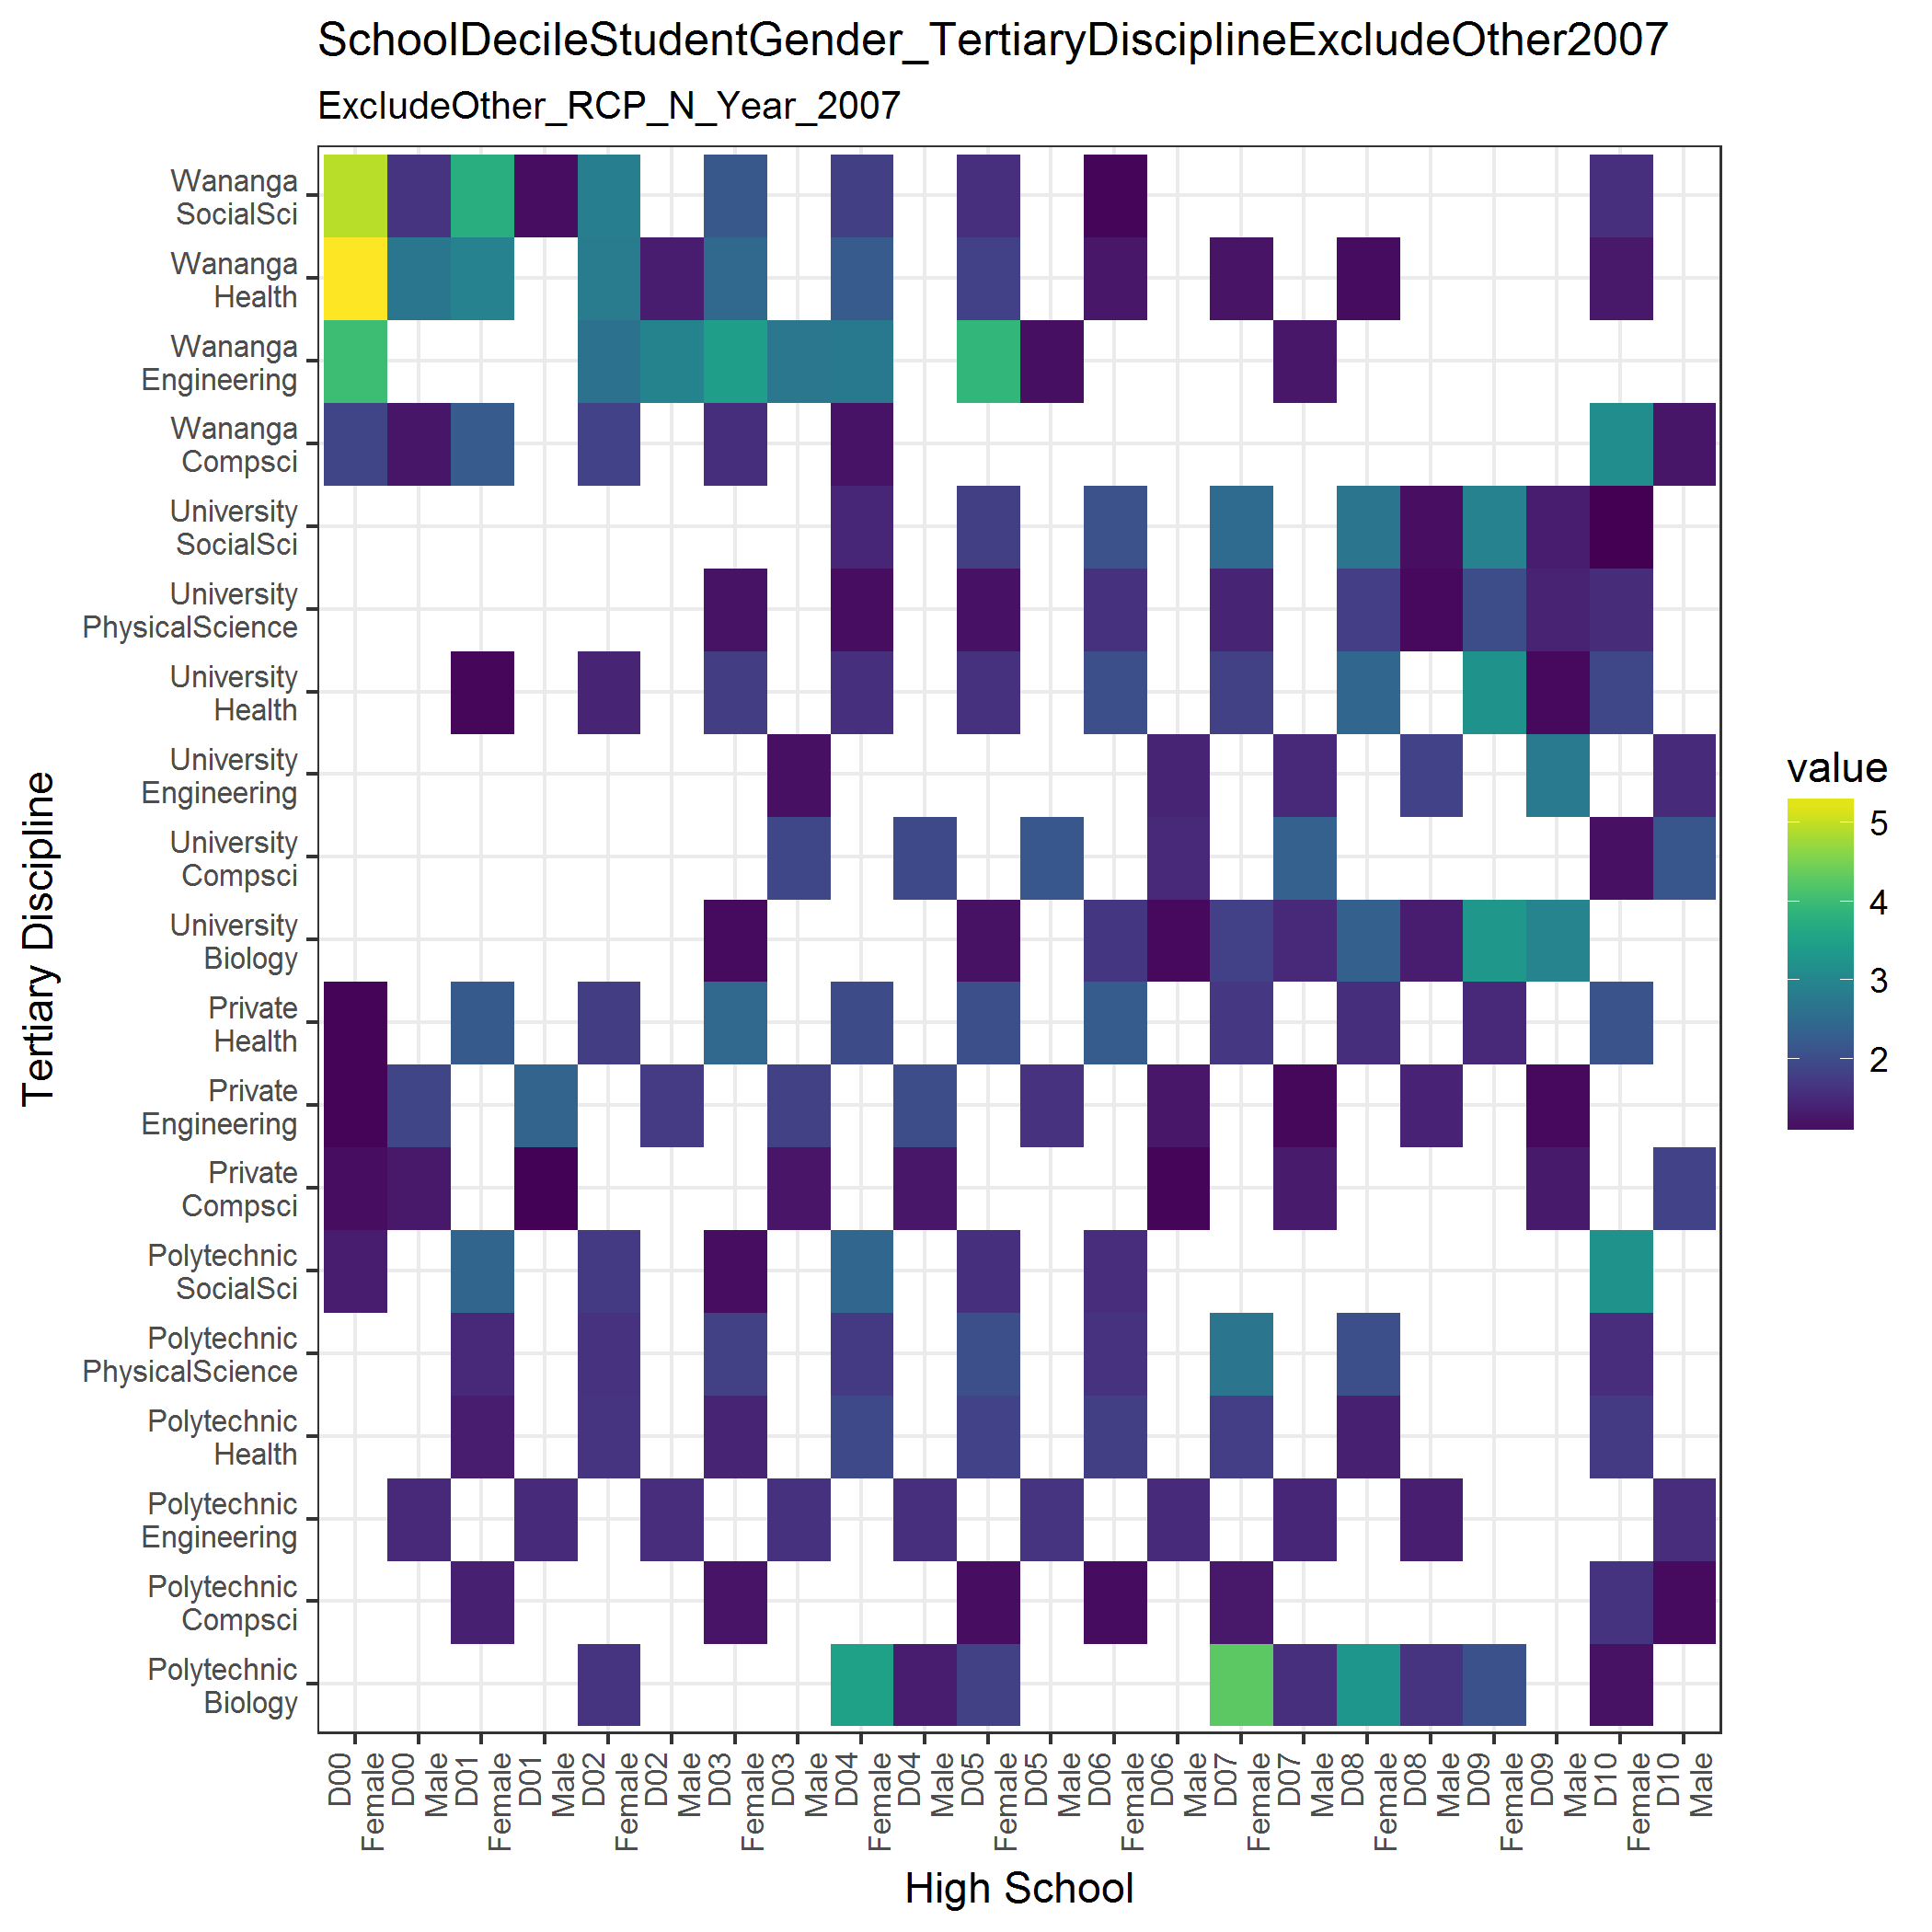 SchoolDecileStudentGender_TertiaryDisciplineExcludeOther2007
ExcludeOther_RCP_N_Year_2007
Wananga
SocialSci
Wananga
Health
Wananga
Engineering
Wananga
Compsci
University
SocialSci
University
PhysicalScience
University
Health
University
Engineering
University
Compsci
University
Biology
Private
Health
Private
Engineering
Private
Compsci
Polytechnic
SocialSci
Polytechnic
PhysicalScience
Polytechnic
Health
Polytechnic
Engineering
Polytechnic
Compsci
Polytechnic
Biology
Tertiary Discipline
value
5
4
3
2
D00
Female
D00
Male
D01
Female
D01
Male
D02
Female
D02
Male
D03
Female
D03
Male
D04
Female
D04
Male
D05
Female
D05
Male
D06
Female
D06
Male
D07
Female
D07
Male
D08
Female
D08
Male
D09
Female
D09
Male
D10
Female
D10
Male
High School